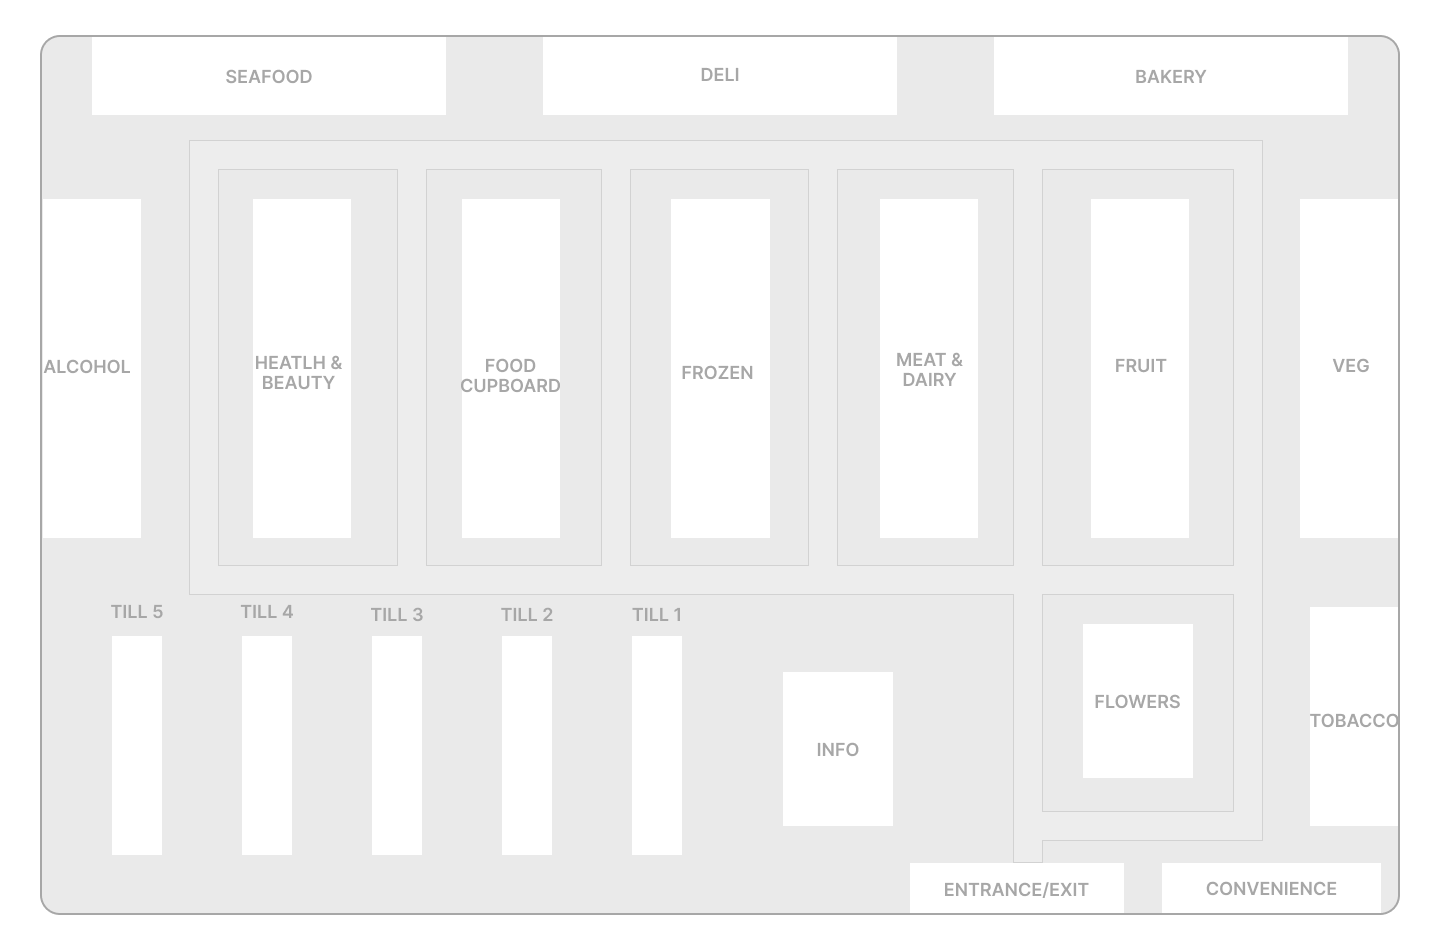 SEAFOOD
DELI
BAKERY
ALCOHOL
HEATLH &
BEAUTY
FOOD
CUPBOARD
FROZEN
MEAT &
DAIRY
FRUIT
VEG
TILL 5
TILL 4
TILL 3
TILL 2
TILL 1
INFO
FLOWERS
TOBACCO
ENTRANCE/EXIT
CONVENIENCE